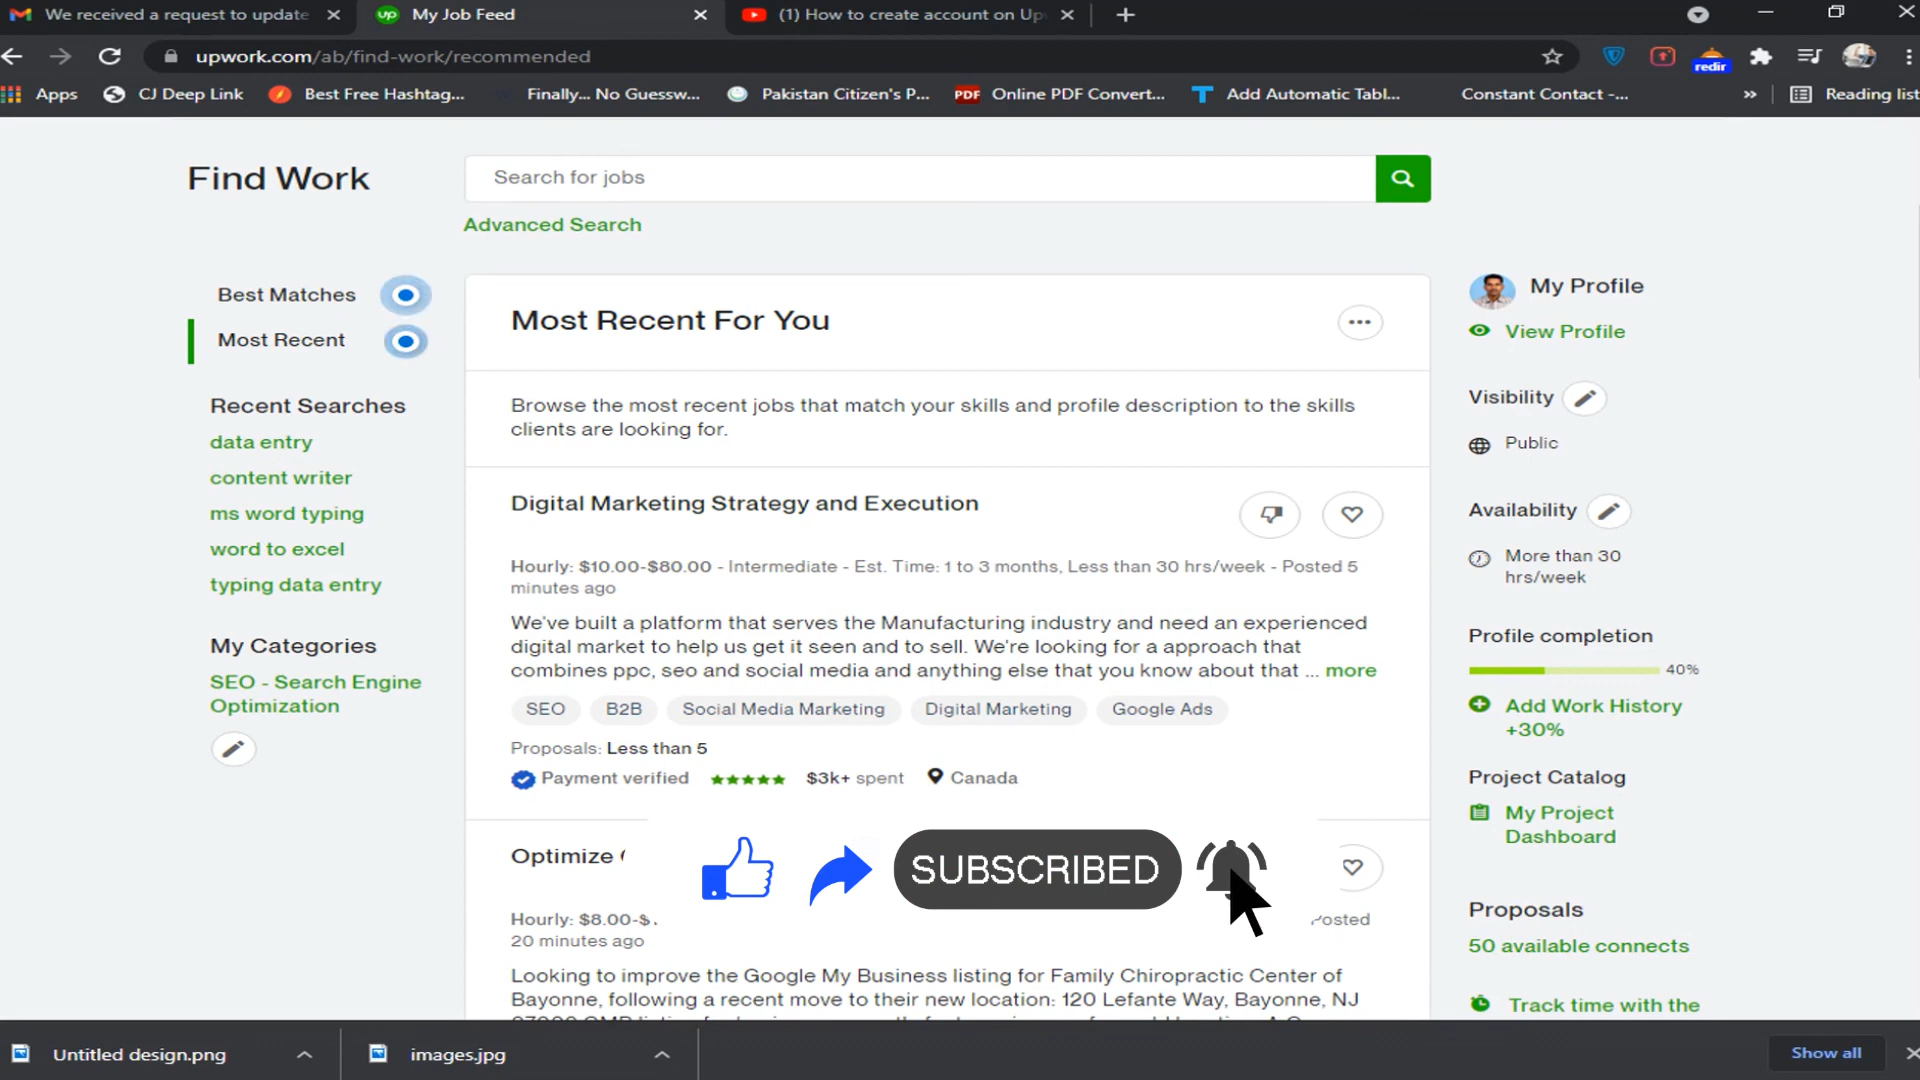 We received a request to update
My Job Feed
(1) How to create account on Up
upwork.com/ab/find-work/recommended
redir
Apps
CJ Deep Link
Best Free Hashtag...
Finally... No Guessw...
Pakistan Citizen's P...
PDF
Online PDF Convert...
Add Automatic Tabl...
Constant Contact -...
Reading list
Find Work
Search for jobs
Advanced Search
Best Matches
Most Recent
Recent Searches
data entry
content writer
ms word typing
word to excel
typing data entry
My Categories
SEO - Search Engine
Optimization
Most Recent For You
Browse the most recent jobs that match your skills and profile description to the skills
clients are looking for.
Digital Marketing Strategy and Execution
Hourly: $10.00-$80.00 - Intermediate - Est. Time: 1 to 3 months, Less than 30 hrs/week - Posted 5
minutes ago
We've built a platform that serves the Manufacturing industry and need an experienced
digital market to help us get it seen and to sell. We're looking for a approach that
combines ppc, seo and social media and anything else that you know about that ... more
SEO
B2B
Social Media Marketing
Digital Marketing
Google Ads
Proposals: Less than 5
Payment verified
$3k+ spent
Canada
Optimize
SUBSCRIBED
Hourly: $8.00-$
Posted
20 minutes ago
Looking to improve the Google My Business listing for Family Chiropractic Center of
Bayonne, following a recent move to their new location: 120 Lefante Way, Bayonne, NJ
My Profile
View Profile
Visibility
Public
Availability
More than 30
hrs/week
Profile completion
40%
Add Work History
+30%
Project Catalog
My Project
Dashboard
Proposals
50 available connects
Track time with the
Untitled design.png
images.jpg
Show all